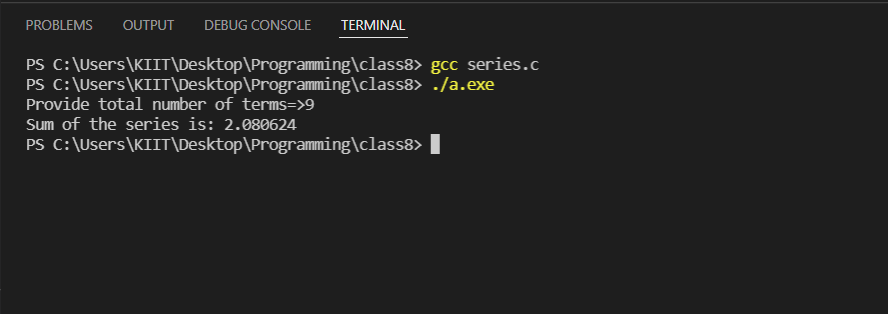 PROBLEMS OUTPUT DEBUG CONSOLE TERMINAL
PS C:\Users\KIIT\Desktop\Programming\class8> gcc series.c
PS C:\Users\KIIT\Desktop\Programming\class8> ./a.exe
Provide total number of terms=>9
Sum of the series is: 2.080624
PS C:\Users\KIIT\Desktop\Programming\class8>